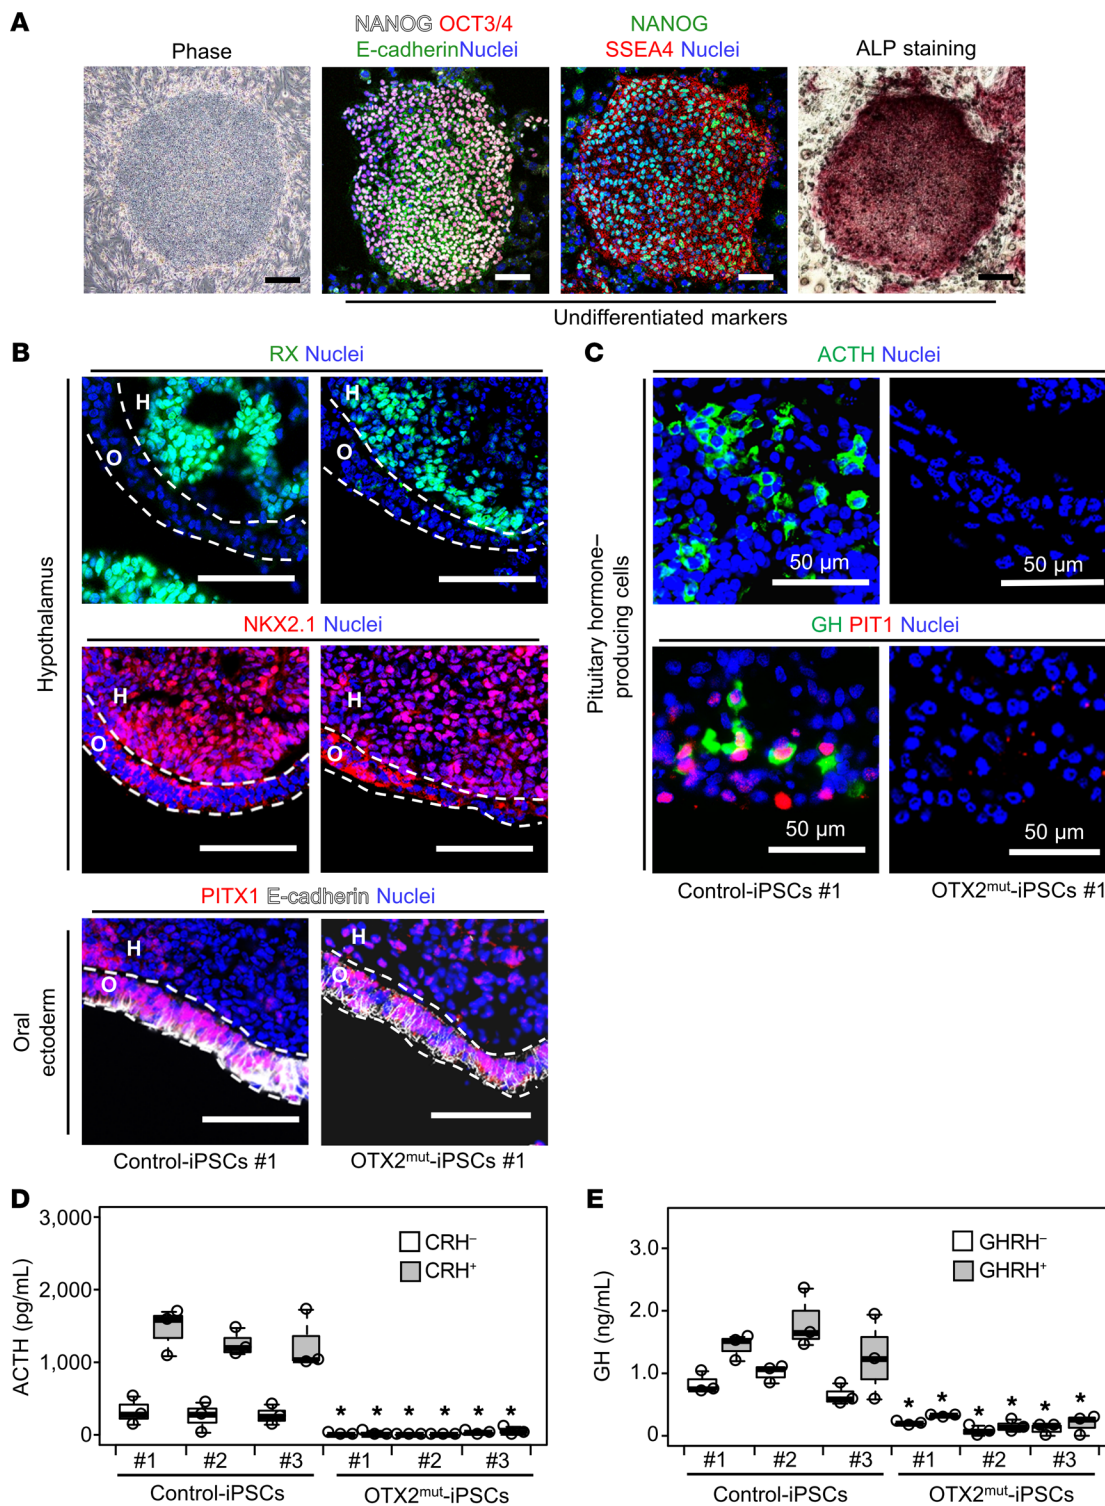 A
Phase
NANOG OCT3/4
E-cadherinNuclei
NANOG
SSEA4 Nuclei
ALP staining
Undifferentiated markers
B
RX Nuclei
Hypothalamus
H
O
H
O
NKX2.1 Nuclei
H
O
H
O
PITX1 E-cadherin Nuclei
Oral
ectoderm
H
O
H
O
Control-iPSCs #1
OTX2mut-iPSCs #1
C
ACTH Nuclei
Pituitary hormone–
producing cells
50 µm
50 µm
GH PIT1 Nuclei
50 µm
50 µm
Control-iPSCs #1
OTX2mut-iPSCs #1
D
ACTH (pg/mL)
3,000
2,000
1,000
0
CRH–
CRH+
* * * * * *
#1 #2 #3 #1 #2 #3
Control-iPSCs OTX2mut-iPSCs
E
GH (ng/mL)
3.0
2.0
1.0
0
GHRH–
GHRH+
* * * * * *
#1 #2 #3 #1 #2 #3
Control-iPSCs OTX2mut-iPSCs